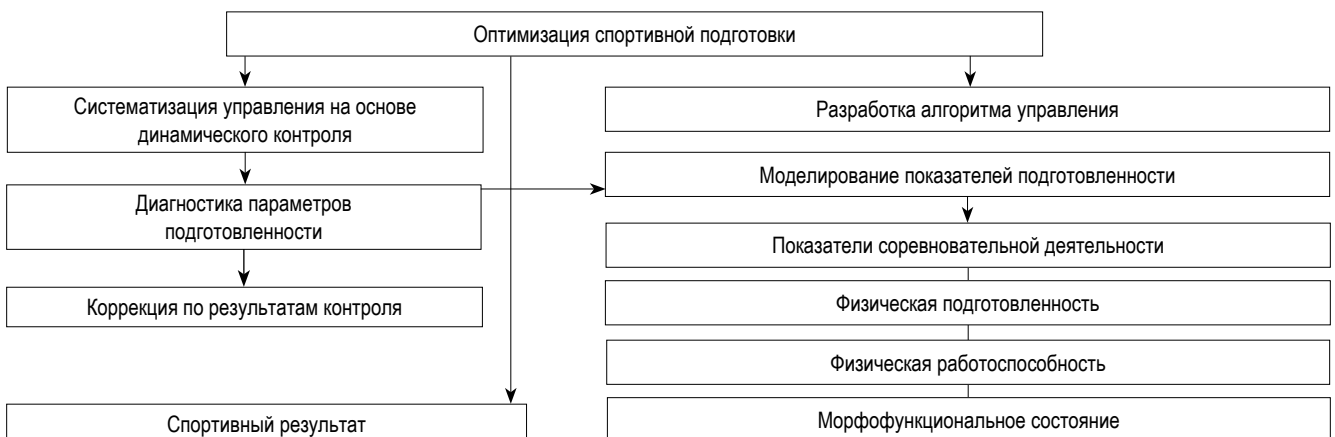 Оптимизация спортивной подготовки
Систематизация управления на основе
динамического контроля
Диагностика параметров
подготовленности
Коррекция по результатам контроля
Спортивный результат
Разработка алгоритма управления
Моделирование показателей подготовленности
Показатели соревновательной деятельности
Физическая подготовленность
Физическая работоспособность
Морфофункциональное состояние